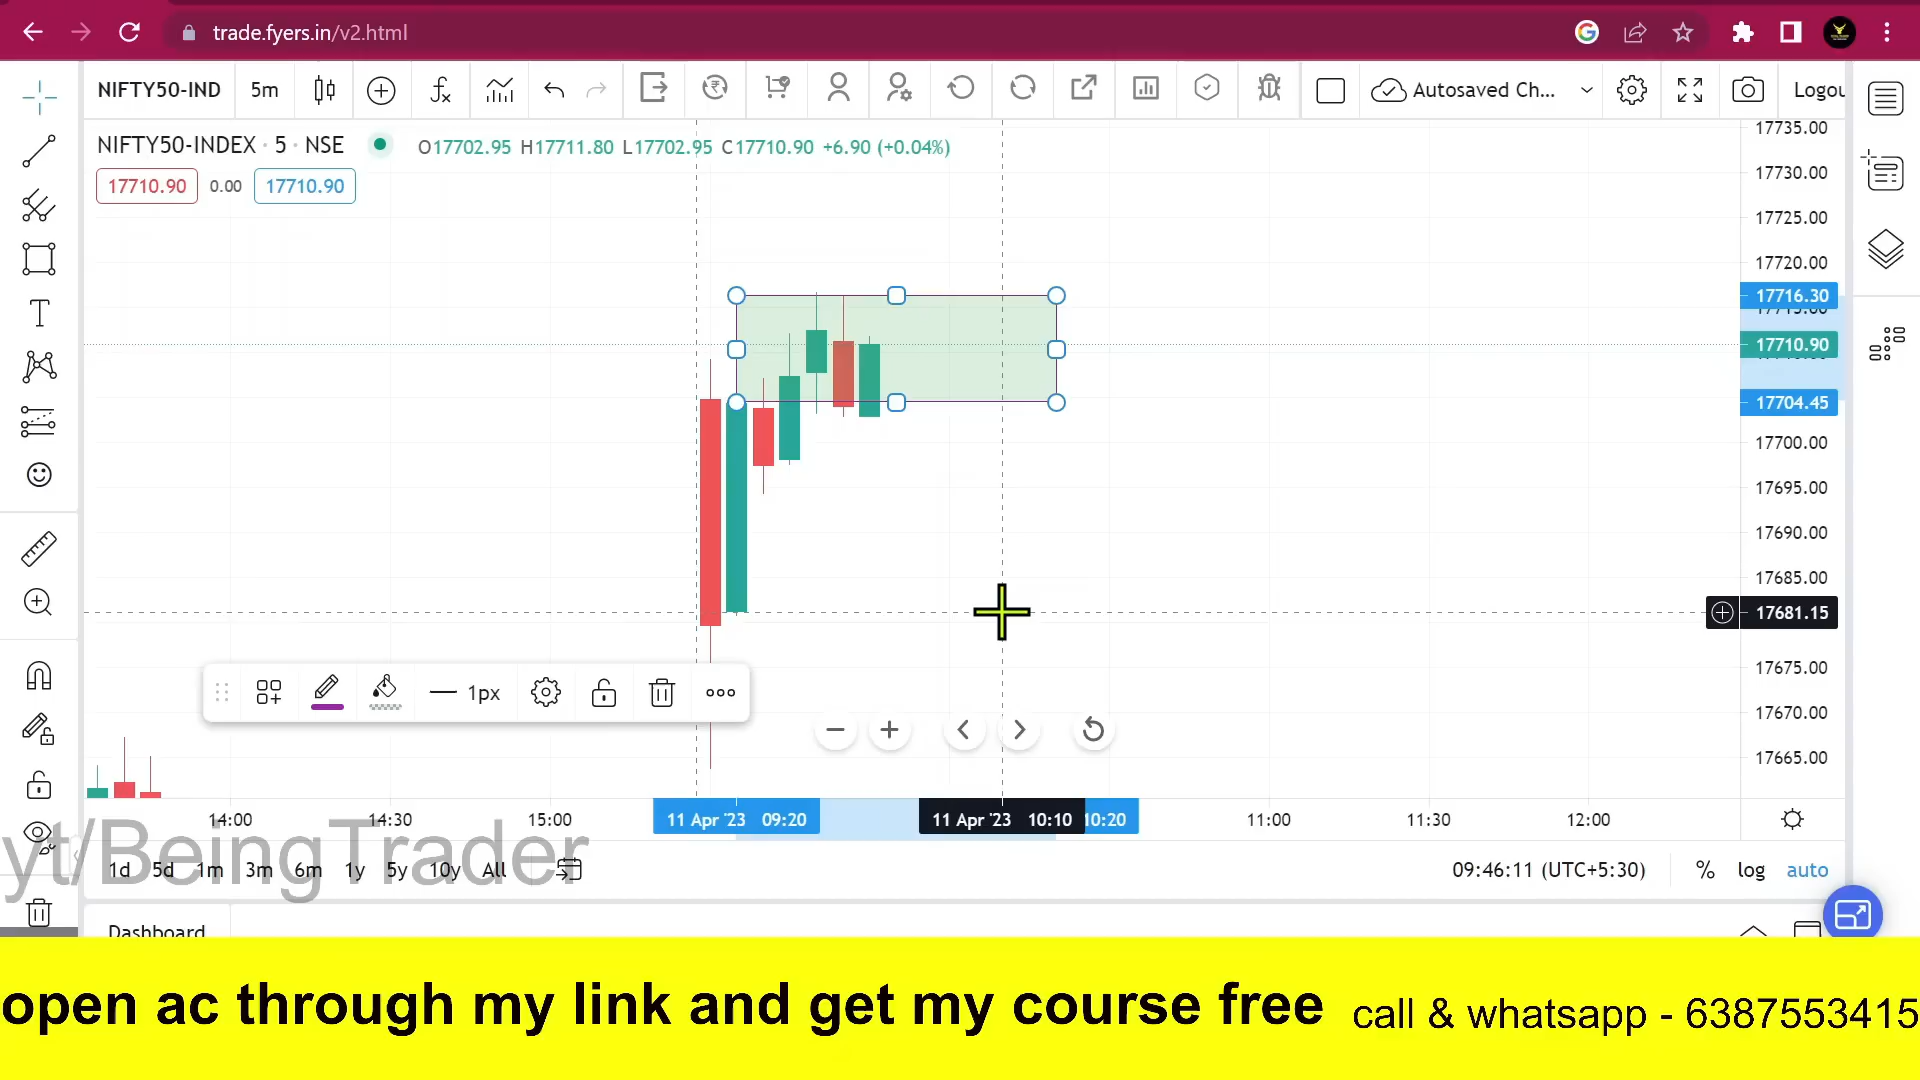 trade.fyers.in/v2.html
NIFTY50-IND 5m Autosaved Ch... Logou
NIFTY50-INDEX · 5 · NSE O17702.95 H17711.80 L17702.95 C17710.90 +6.90 (+0.04%)
17710.90 0.00 17710.90
17735.00
17730.00
17725.00
17720.00
17716.30
17710.90
17704.45
17700.00
17695.00
17690.00
17685.00
17681.15
17675.00
17670.00
17665.00
1px
14:00 14:30 15:00 11 Apr '23 09:20 11 Apr '23 10:10 10:20 11:00 11:30 12:00
yt/BeingTrader
1d 5d 1m 3m 6m 1y 5y 10y All 09:46:11 (UTC+5:30) % log auto
Dashboard
open ac through my link and get my course free call & whatsapp - 6387553415